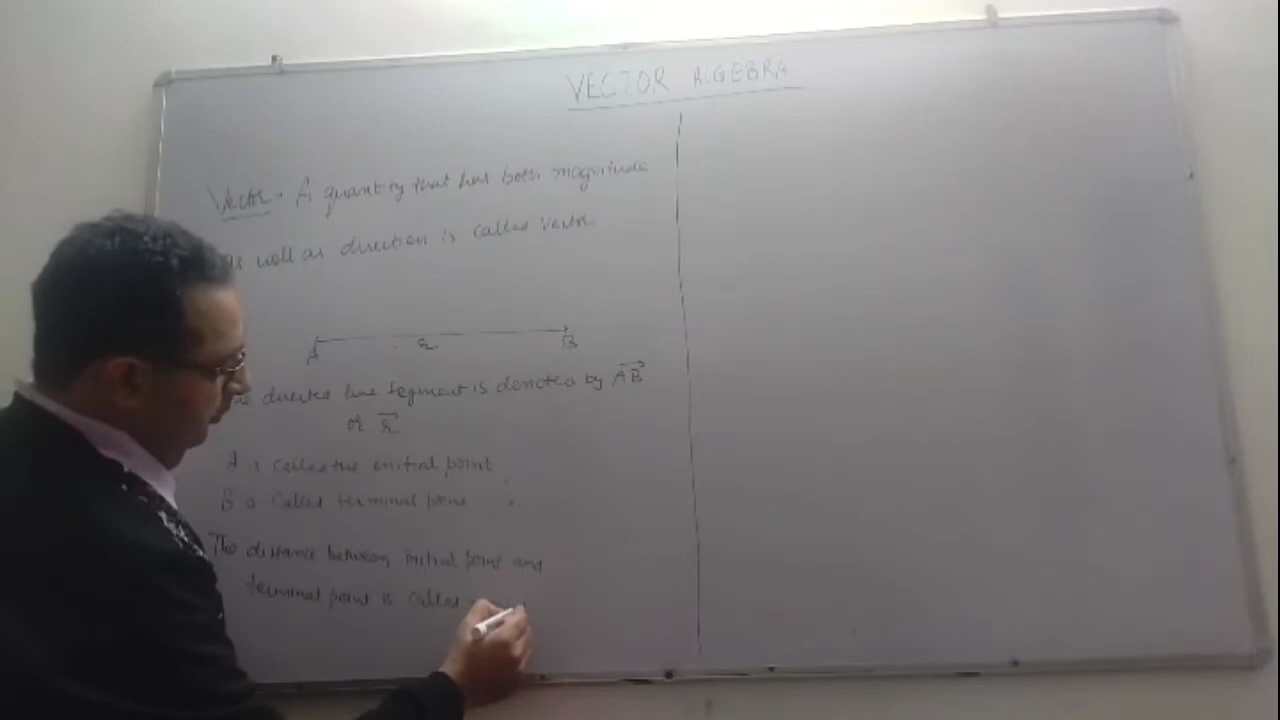 VECTOR ALGEBRA
Vector - A quantity that has both magnitude
as well as direction is called vector.
A r B
The directed line segment is denoted by A⃗B⃗
or r⃗
A is called the initial point
B is called terminal point
The distance between initial point and
terminal point is called